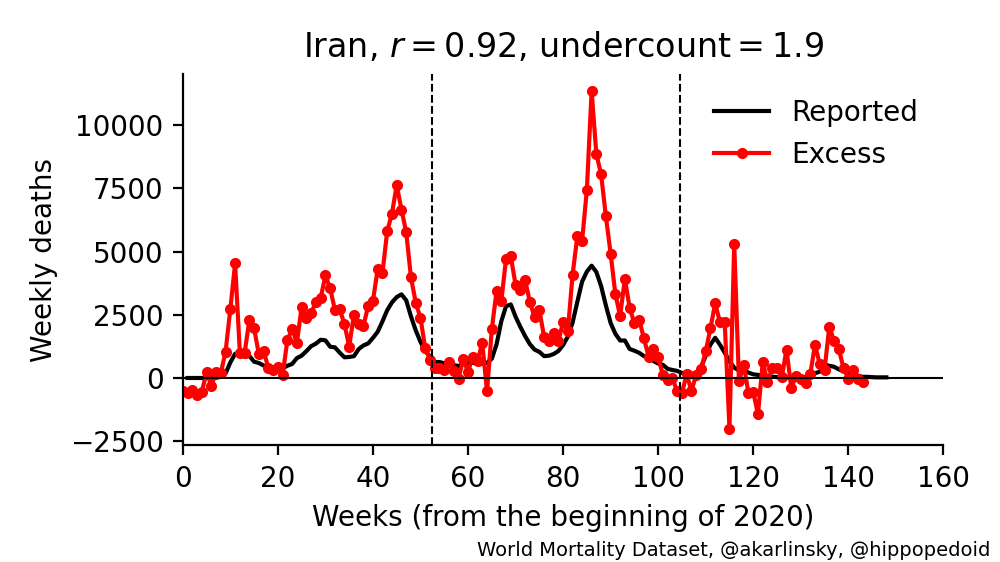 Iran, r = 0.92, undercount = 1.9
Reported
Excess
Weekly deaths
10000
7500
5000
2500
0
−2500
0 20 40 60 80 100 120 140 160
Weeks (from the beginning of 2020)
World Mortality Dataset, @akarlinsky, @hippopedoid